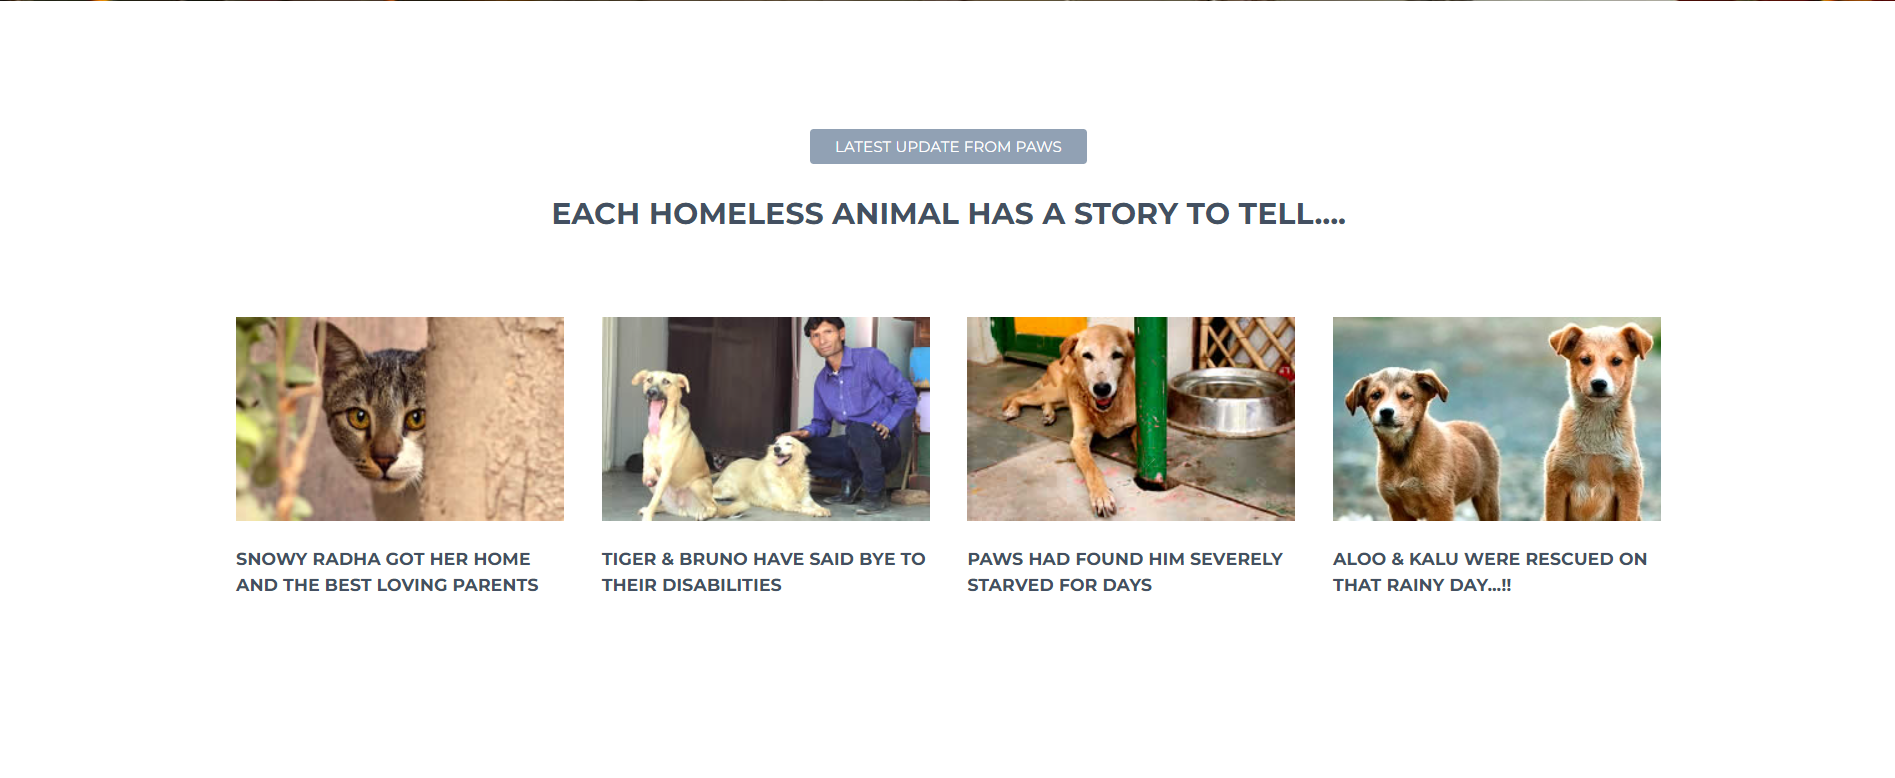 LATEST UPDATE FROM PAWS
EACH HOMELESS ANIMAL HAS A STORY TO TELL....
SNOWY RADHA GOT HER HOME
AND THE BEST LOVING PARENTS
TIGER & BRUNO HAVE SAID BYE TO
THEIR DISABILITIES
PAWS HAD FOUND HIM SEVERELY
STARVED FOR DAYS
ALOO & KALU WERE RESCUED ON
THAT RAINY DAY...!!